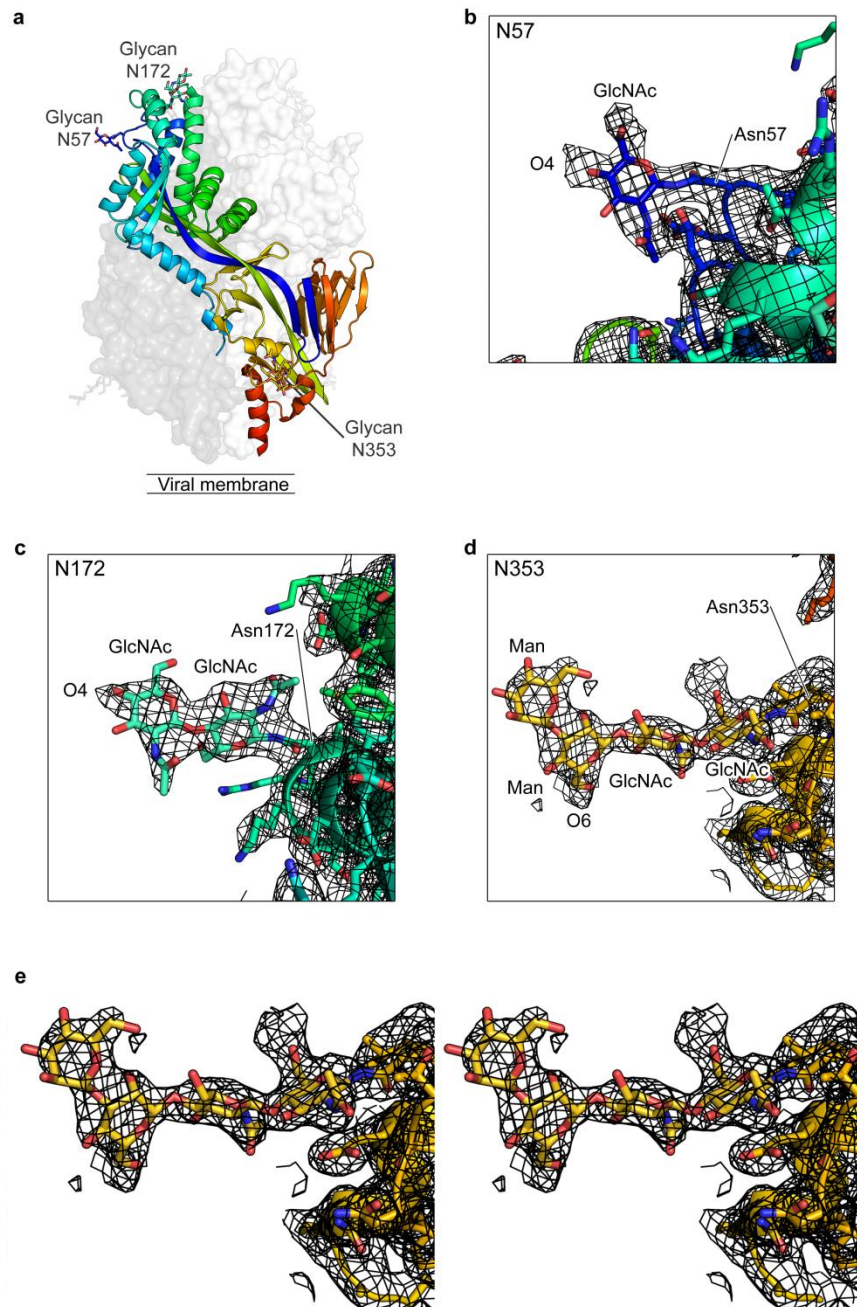 a
Glycan
N172
Glycan
N57
Glycan
N353
Viral membrane
b
N57
GlcNAc
Asn57
O4
c
N172
Asn172
GlcNAc
GlcNAc
O4
d
N353
Asn353
Man
GlcNAc
GlcNAc
Man
O6
e